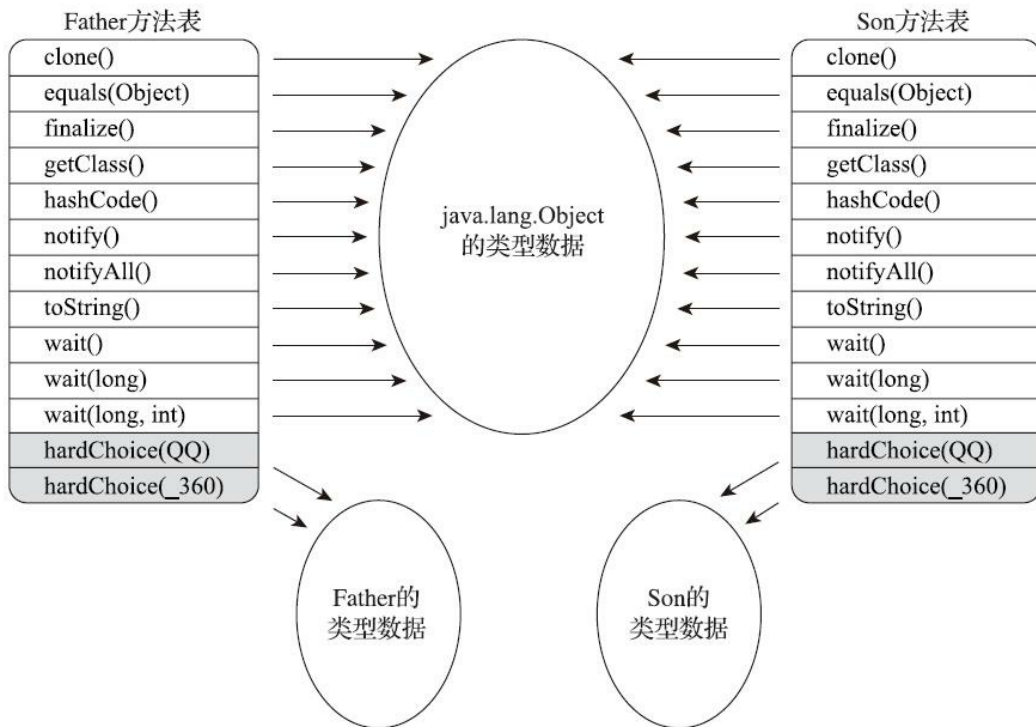 Father方法表
clone()
equals(Object)
finalize()
getClass()
hashCode()
notify()
notifyAll()
toString()
wait()
wait(long)
wait(long, int)
hardChoice(QQ)
hardChoice(_360)
java.lang.Object
的类型数据
Father的
类型数据
Son的
类型数据
Son方法表
clone()
equals(Object)
finalize()
getClass()
hashCode()
notify()
notifyAll()
toString()
wait()
wait(long)
wait(long, int)
hardChoice(QQ)
hardChoice(_360)